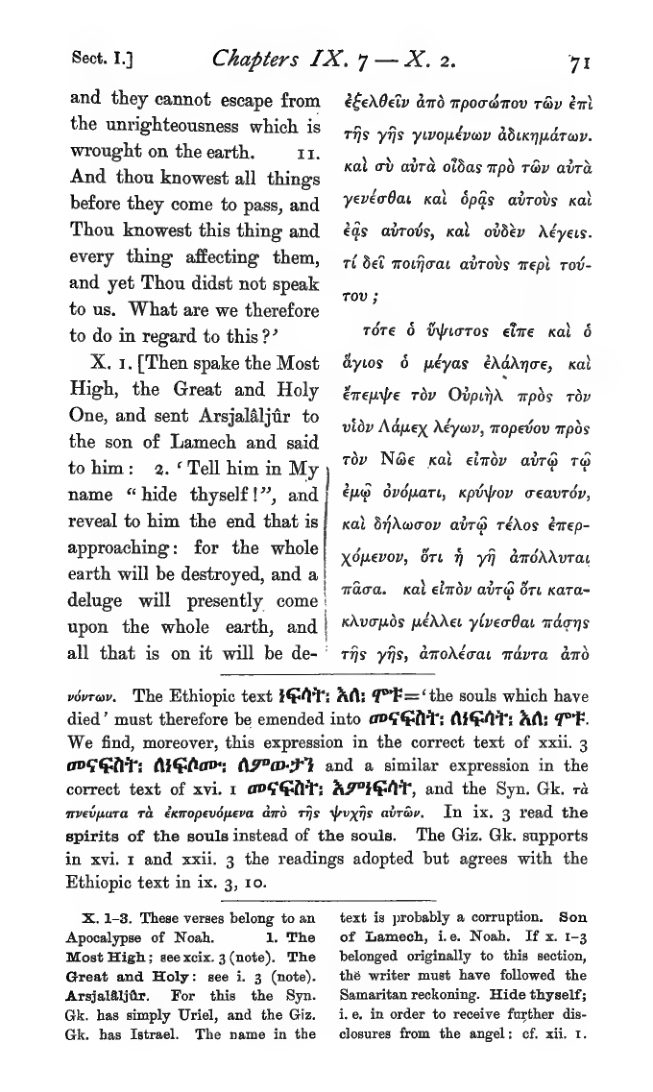 Sect. I.] Chapters IX. 7 — X. 2. 71
and they cannot escape from
the unrighteousness which is
wrought on the earth. 11.
And thou knowest all things
before they come to pass, and
Thou knowest this thing and
every thing affecting them,
and yet Thou didst not speak
to us. What are we therefore
to do in regard to this?’
X. 1. [Then spake the Most
High, the Great and Holy
One, and sent Arsjalâljûr to
the son of Lamech and said
to him: 2. ‘Tell him in My
name “hide thyself!”, and
reveal to him the end that is
approaching: for the whole
earth will be destroyed, and a
deluge will presently come
upon the whole earth, and
all that is on it will be de-
ἐξελθεῖν ἀπὸ προσώπου τῶν ἐπὶ
τῆς γῆς γινομένων ἀδικημάτων.
καὶ σὺ αὐτὰ οἶδας πρὸ τῶν αὐτὰ
γενέσθαι καὶ ὁρᾷς αὐτοὺς καὶ
ἐᾷς αὐτούς, καὶ οὐδὲν λέγεις.
τί δεῖ ποιῆσαι αὐτοὺς περὶ τού-
του;
τότε ὁ ὕψιστος εἶπε καὶ ὁ
ἅγιος ὁ μέγας ἐλάλησε, καὶ
ἔπεμψε τὸν Οὐριὴλ πρὸς τὸν
υἱὸν Λάμεχ λέγων, πορεύου πρὸς
τὸν Νῶε καὶ εἰπὸν αὐτῷ τῷ
ἐμῷ ὀνόματι, κρύψον σεαυτόν,
καὶ δήλωσον αὐτῷ τέλος ἐπερ-
χόμενον, ὅτι ἡ γῆ ἀπόλλυται
πᾶσα. καὶ εἰπὸν αὐτῷ ὅτι κατα-
κλυσμὸς μέλλει γίνεσθαι πάσης
τῆς γῆς, ἀπολέσαι πάντα ἀπὸ
νόντων. The Ethiopic text ነፍሳት፡ እለ፡ ሞቱ=‘the souls which have
died’ must therefore be emended into መናፍስት፡ ለነፍሳት፡ እለ፡ ሞቱ.
We find, moreover, this expression in the correct text of xxii. 3
መናፍስት፡ ለነፍሶሙ፡ ለምውታን and a similar expression in the
correct text of xvi. 1 መናፍስት፡ እምነፍሳት, and the Syn. Gk. τὰ
πνεύματα τὰ ἐκπορευόμενα ἀπὸ τῆς ψυχῆς αὐτῶν. In ix. 3 read the
spirits of the souls instead of the souls. The Giz. Gk. supports
in xvi. 1 and xxii. 3 the readings adopted but agrees with the
Ethiopic text in ix. 3, 10.
X. 1–3. These verses belong to an
Apocalypse of Noah. 1. The
Most High; see xcix. 3 (note). The
Great and Holy: see i. 3 (note).
Arsjalâljûr. For this the Syn.
Gk. has simply Uriel, and the Giz.
Gk. has Istrael. The name in the
text is probably a corruption. Son
of Lamech, i. e. Noah. If x. 1–3
belonged originally to this section,
the writer must have followed the
Samaritan reckoning. Hide thyself;
i. e. in order to receive further dis-
closures from the angel: cf. xii. 1.